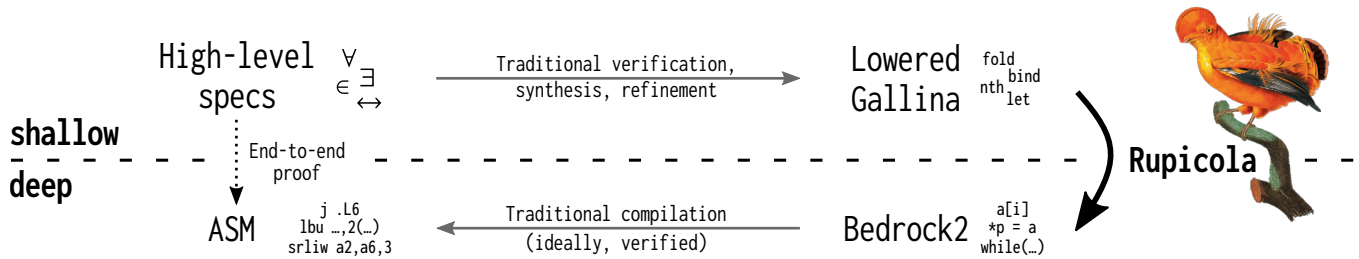 High-level
specs
∀
∈ ∃
↔
Traditional verification,
synthesis, refinement
Lowered
Gallina
fold
bind
nth
let
shallow
End-to-end
proof
Rupicola
deep
ASM
j .L6
lbu …,2(…)
srliw a2,a6,3
Traditional compilation
(ideally, verified)
Bedrock2
a[i]
*p = a
while(…)